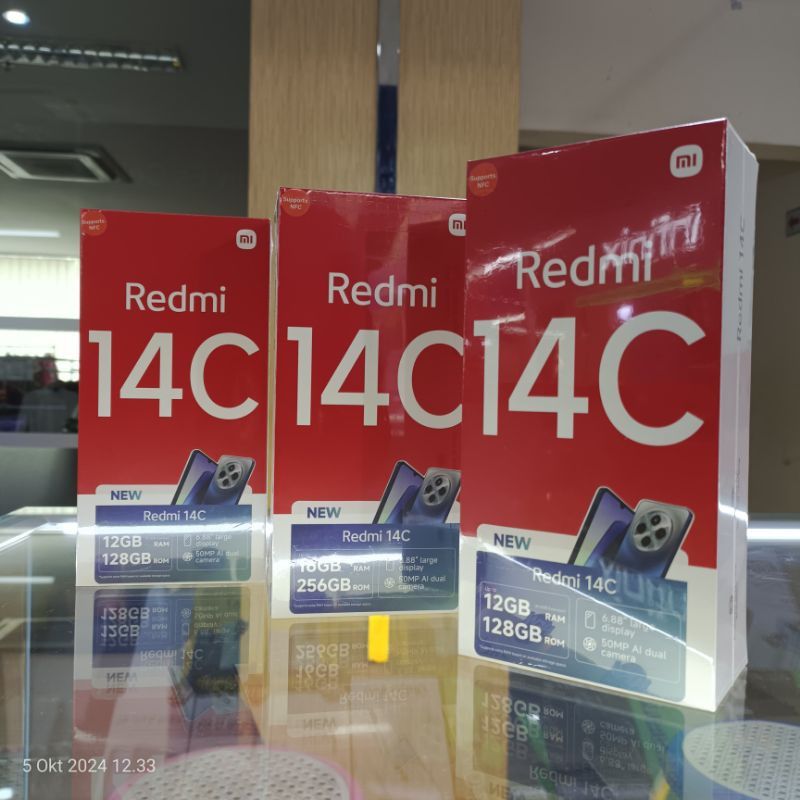 Supports
NFC
mi
Redmi
14C
NEW
Redmi 14C
12GB RAM
128GB ROM
6.88" large
display
50MP AI dual
camera
Supports
NFC
mi
Redmi
14C
NEW
Redmi 14C
16GB RAM
256GB ROM
6.88" large
display
50MP AI dual
camera
Supports
NFC
mi
Redmi
14C
NEW
Redmi 14C
Up to
12GB RAM
128GB ROM
6.88" large
display
50MP AI dual
camera
Redmi 14C
5 Okt 2024 12.33